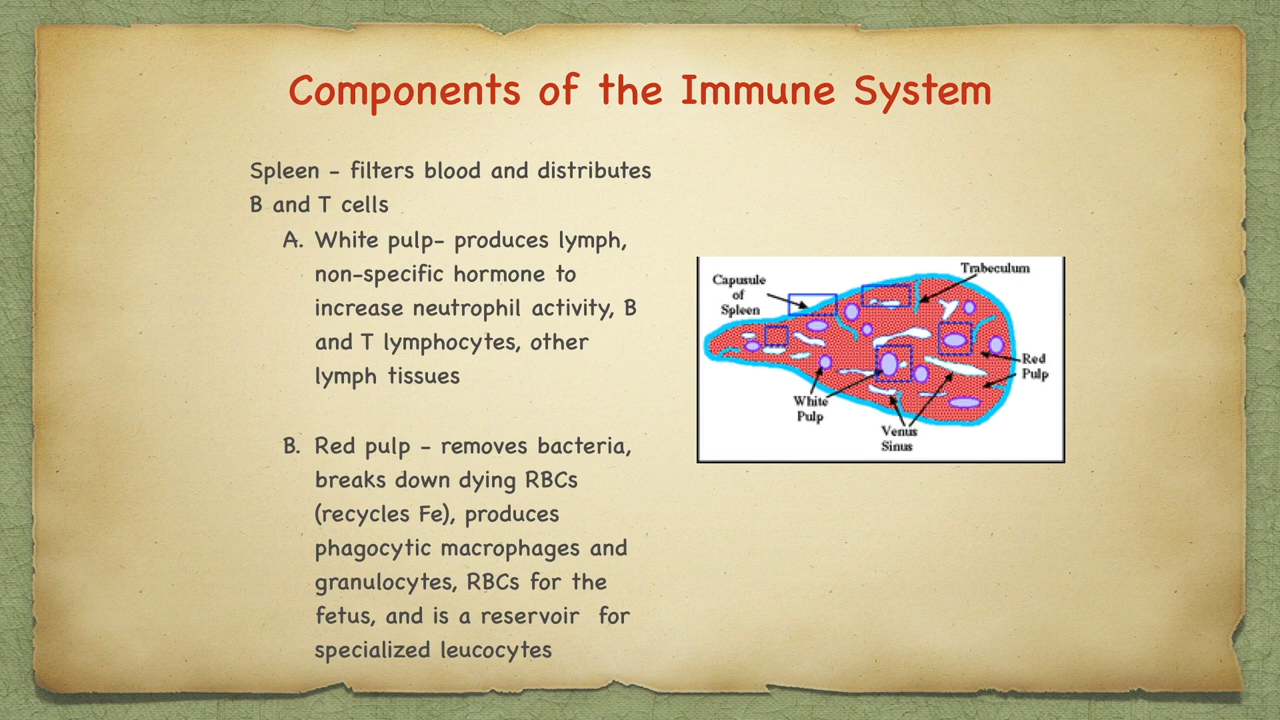 Components of the Immune System
Spleen - filters blood and distributes
B and T cells
A. White pulp- produces lymph,
non-specific hormone to
increase neutrophil activity, B
and T lymphocytes, other
lymph tissues
B. Red pulp - removes bacteria,
breaks down dying RBCs
(recycles Fe), produces
phagocytic macrophages and
granulocytes, RBCs for the
fetus, and is a reservoir for
specialized leucocytes
Capusule
of
Spleen
Trabeculum
Red
Pulp
White
Pulp
Venus
Sinus